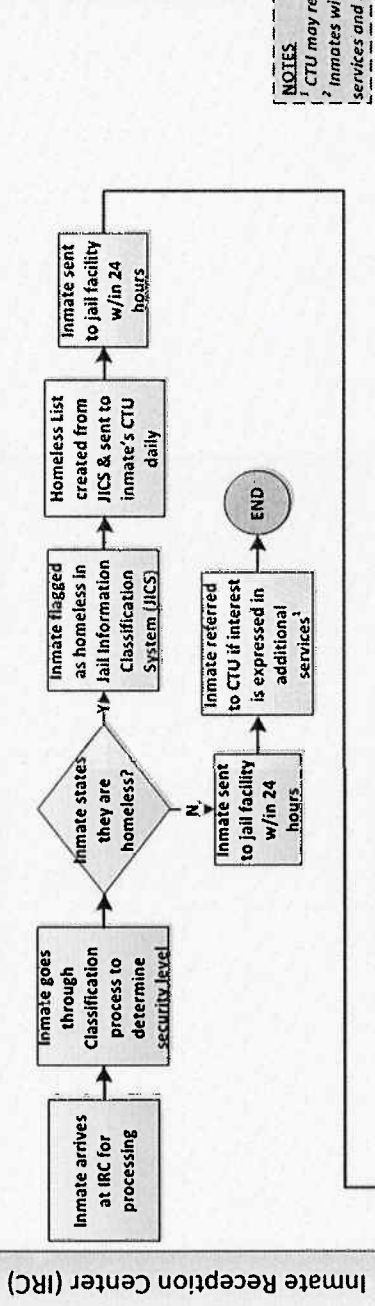 Inmate Reception Center (IRC)
Inmate arrives
at IRC for
processing
Inmate goes
through
Classification
process to
determine
security level
Inmate states
they are
homeless?
Y
Inmate flagged
as homeless in
Jail Information
Classification
System (JICS)
Homeless List
created from
JICS & sent to
inmate's CTU
daily
Inmate sent
to jail facility
w/in 24
hours
N
Inmate sent
to jail facility
w/in 24
hours
Inmate referred
to CTU if interest
is expressed in
additional
services¹
END
NOTES
¹ CTU may re
² Inmates wi
services and